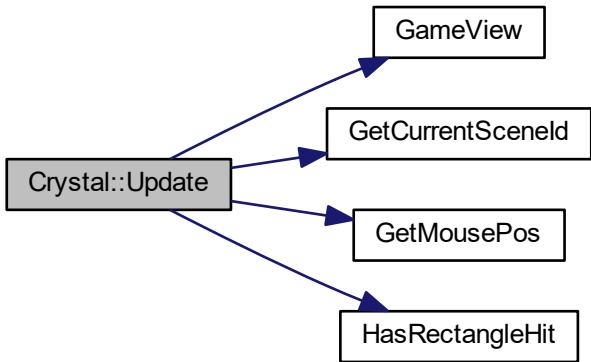 GameView
GetCurrentSceneId
Crystal::Update
GetMousePos
HasRectangleHit